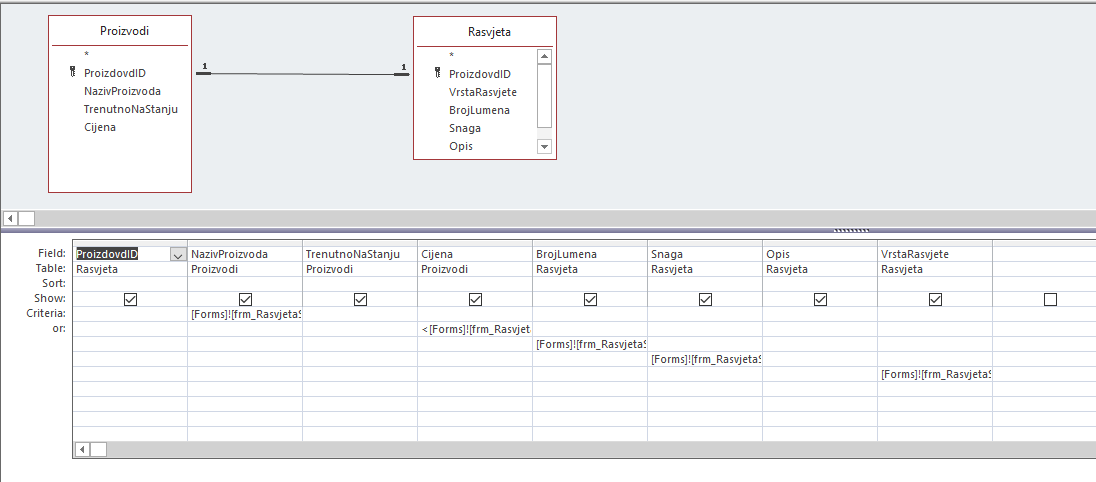 Proizvodi
*
ProizdovdID
NazivProizvoda
TrenutnoNaStanju
Cijena
1 1
Rasvjeta
*
ProizdovdID
VrstaRasvjete
BrojLumena
Snaga
Opis
Field: ProizdovdID NazivProizvoda TrenutnoNaStanju Cijena BrojLumena Snaga Opis VrstaRasvjete
Table: Rasvjeta Proizvodi Proizvodi Proizvodi Rasvjeta Rasvjeta Rasvjeta Rasvjeta
Sort:
Show:
Criteria: [Forms]![frm_RasvjetaS
or: <[Forms]![frm_Rasvjet
[Forms]![frm_RasvjetaS
[Forms]![frm_RasvjetaS
[Forms]![frm_RasvjetaS